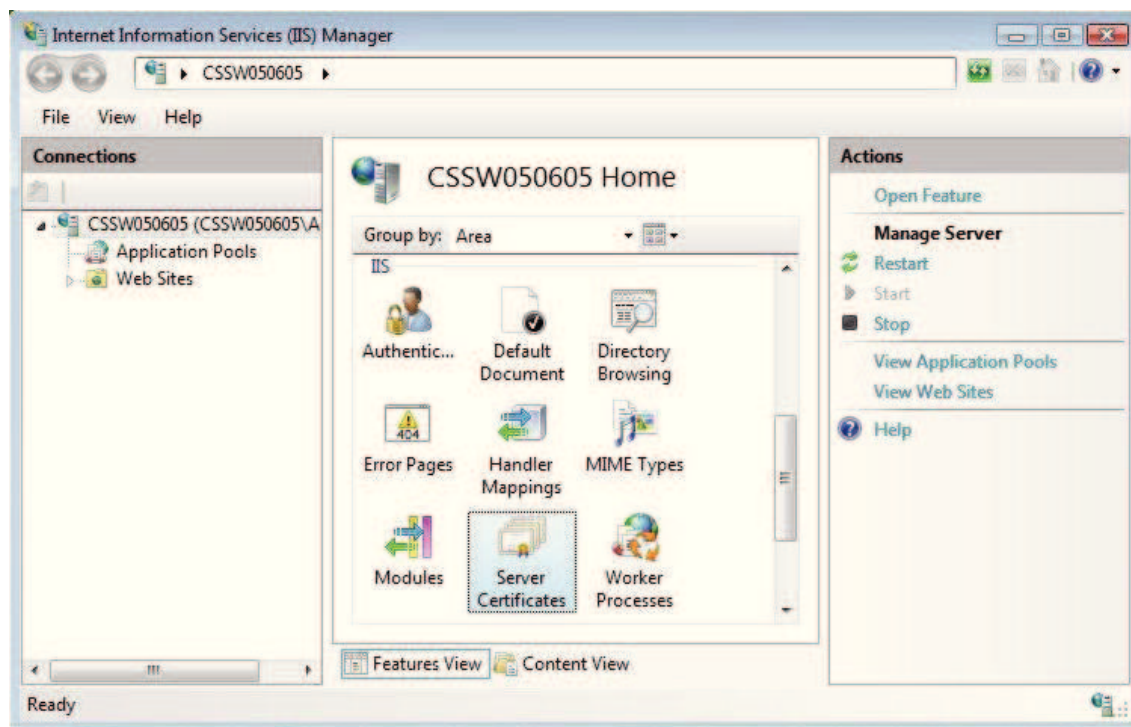 Internet Information Services (IIS) Manager
CSSW050605
File View Help
Connections
CSSW050605 (CSSW050605\A
Application Pools
Web Sites
CSSW050605 Home
Group by: Area
IIS
Authentic...
Default
Document
Directory
Browsing
404
Error Pages
Handler
Mappings
MIME Types
Modules
Server
Certificates
Worker
Processes
Features View
Content View
Actions
Open Feature
Manage Server
Restart
Start
Stop
View Application Pools
View Web Sites
Help
Ready